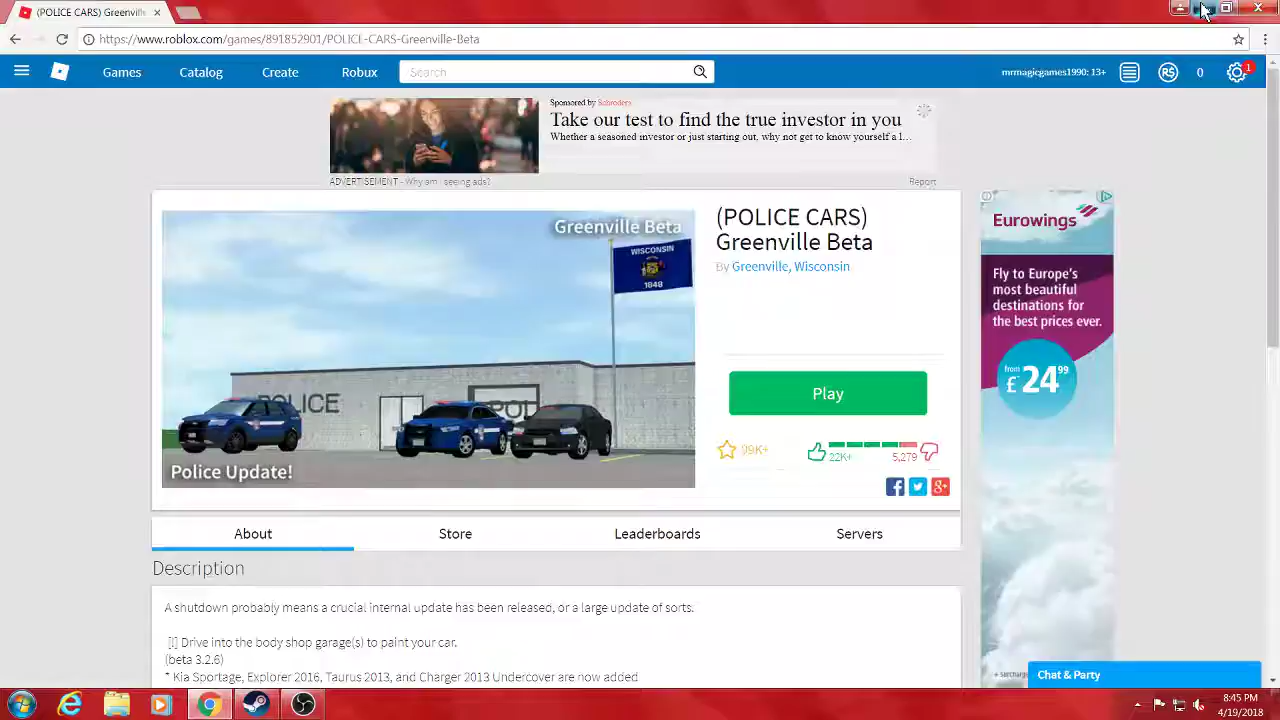 (POLICE CARS) Greenvill
https://www.roblox.com/games/891852901/POLICE-CARS-Greenville-Beta
Games
Catalog
Create
Robux
Search
mrmagicgames1990: 13+
R$
0
1
Sponsored by Schroders
Take our test to find the true investor in you
Whether a seasoned investor or just starting out, why not get to know yourself a l...
ADVERTISEMENT - Why am I seeing ads?
Report
Greenville Beta
WISCONSIN
1848
POLICE
POLI
Police Update!
(POLICE CARS)
Greenville Beta
By Greenville, Wisconsin
Play
99K+
22K+
5,279
Eurowings
Fly to Europe's
most beautiful
destinations for
the best prices ever.
from
£24.99
About
Store
Leaderboards
Servers
Description
A shutdown probably means a crucial internal update has been released, or a large update of sorts.
[!] Drive into the body shop garage(s) to paint your car.
(beta 3.2.6)
* Kia Sportage, Explorer 2016, Taurus 2013, and Charger 2013 Undercover are now added
Chat & Party
8:45 PM
4/19/2018